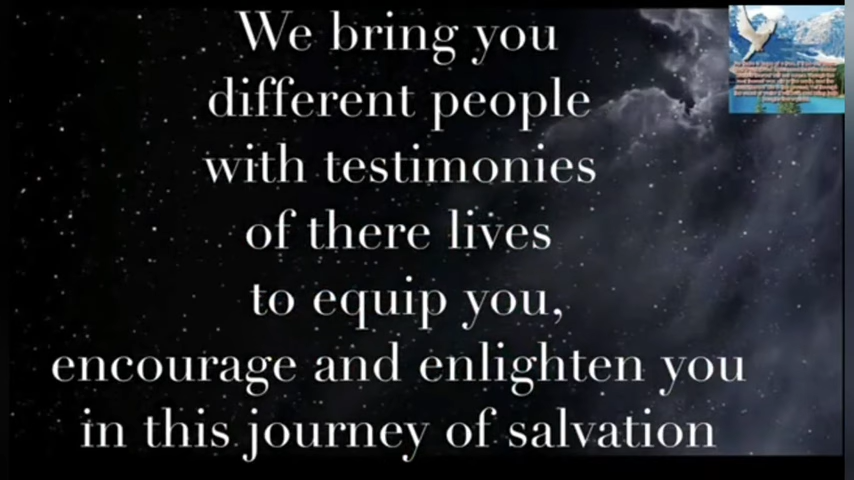 We bring you
different people
with testimonies
of there lives
to equip you,
encourage and enlighten you
in this journey of salvation